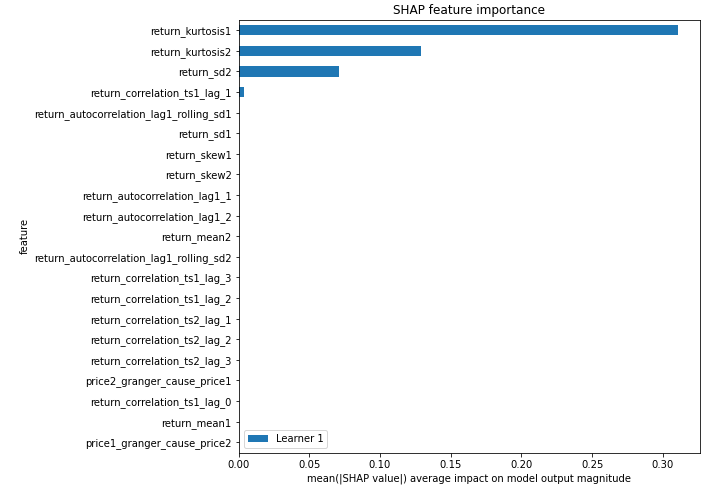 SHAP feature importance
return_kurtosis1
return_kurtosis2
return_sd2
return_correlation_ts1_lag_1
return_autocorrelation_lag1_rolling_sd1
return_sd1
return_skew1
return_skew2
return_autocorrelation_lag1_1
return_autocorrelation_lag1_2
return_mean2
return_autocorrelation_lag1_rolling_sd2
return_correlation_ts1_lag_3
return_correlation_ts1_lag_2
return_correlation_ts2_lag_1
return_correlation_ts2_lag_2
return_correlation_ts2_lag_3
price2_granger_cause_price1
return_correlation_ts1_lag_0
return_mean1
price1_granger_cause_price2
feature
Learner 1
0.00 0.05 0.10 0.15 0.20 0.25 0.30
mean(|SHAP value|) average impact on model output magnitude